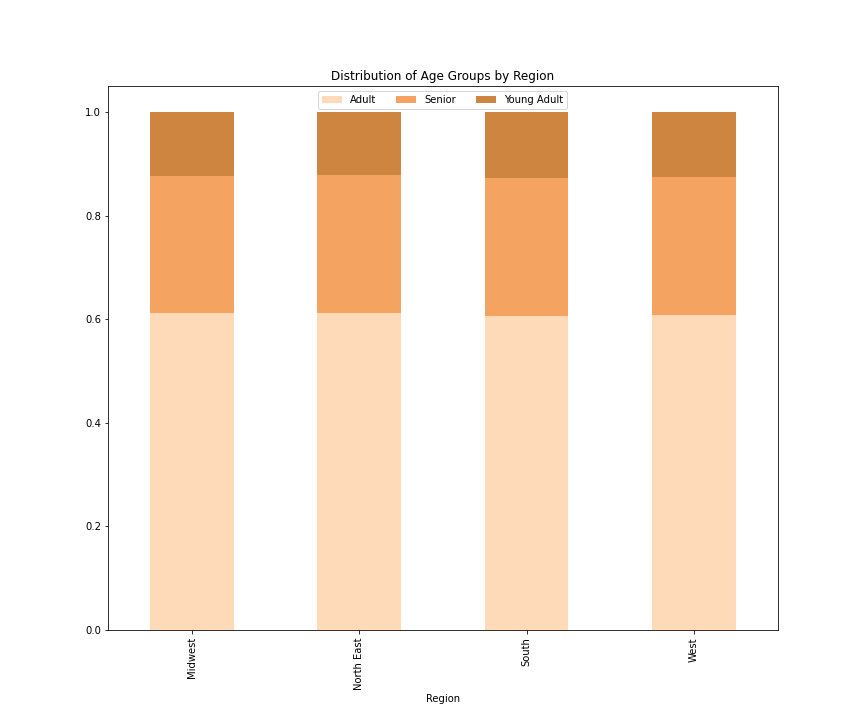 Distribution of Age Groups by Region
Adult Senior Young Adult
1.0
0.8
0.6
0.4
0.2
0.0
Midwest
North East
South
West
Region